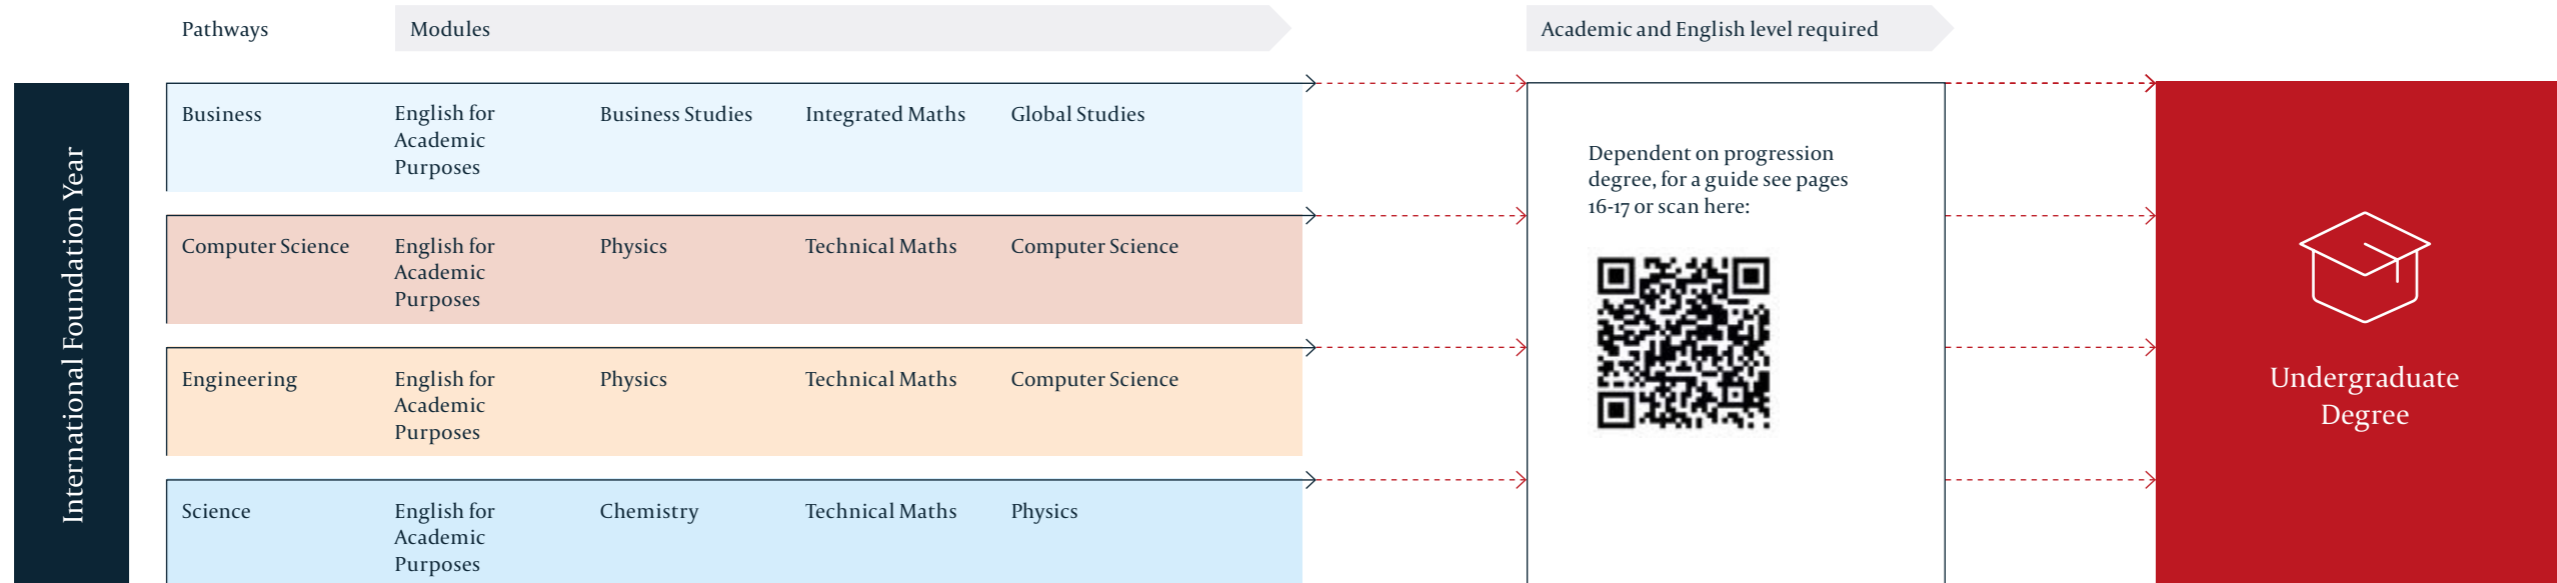 Pathways
Modules
Academic and English level required
International Foundation Year
Business
English for
Academic
Purposes
Business Studies
Integrated Maths
Global Studies
Computer Science
English for
Academic
Purposes
Physics
Technical Maths
Computer Science
Engineering
English for
Academic
Purposes
Physics
Technical Maths
Computer Science
Science
English for
Academic
Purposes
Chemistry
Technical Maths
Physics
Dependent on progression
degree, for a guide see pages
16-17 or scan here:
Undergraduate
Degree